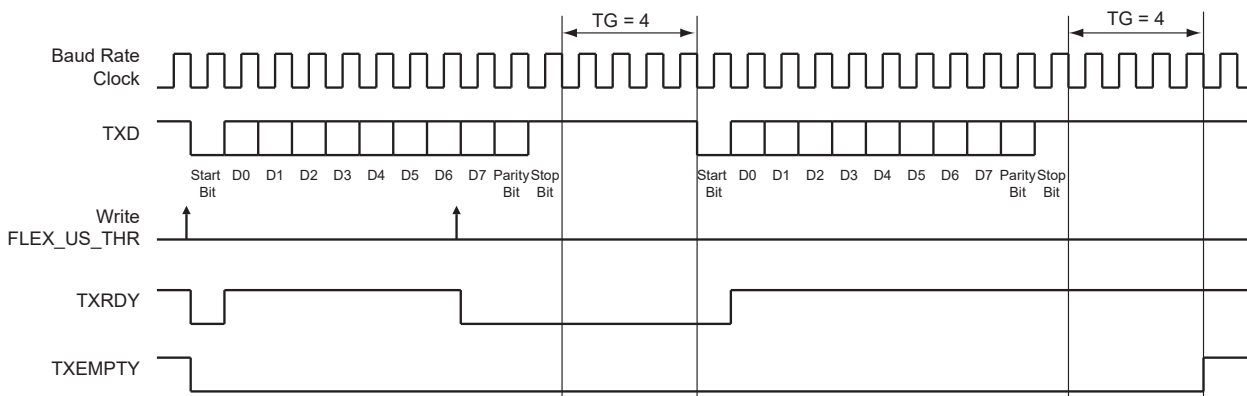 TG = 4
TG = 4
Baud Rate
Clock
TXD
Start
Bit
D0
D1
D2
D3
D4
D5
D6
D7
Parity
Bit
Stop
Bit
Start
Bit
D0
D1
D2
D3
D4
D5
D6
D7
Parity
Bit
Stop
Bit
Write
FLEX_US_THR
TXRDY
TXEMPTY